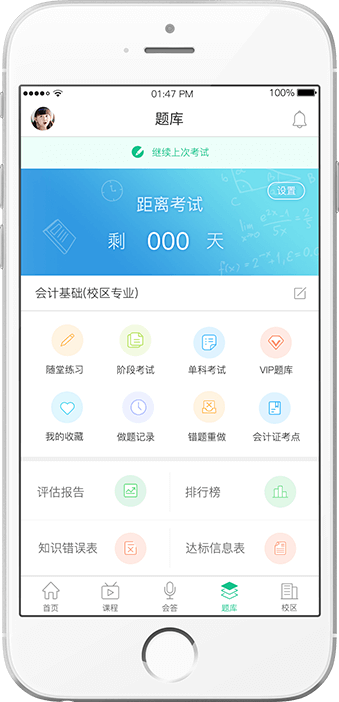 01:47 PM 100%
题库
继续上次考试
设置
距离考试
剩 000 天
会计基础(校区专业)
随堂练习 阶段考试 单科考试 VIP题库
我的收藏 做题记录 错题重做 会计证考点
评估报告 排行榜
知识错误表 达标信息表
首页 课程 会答 题库 校区